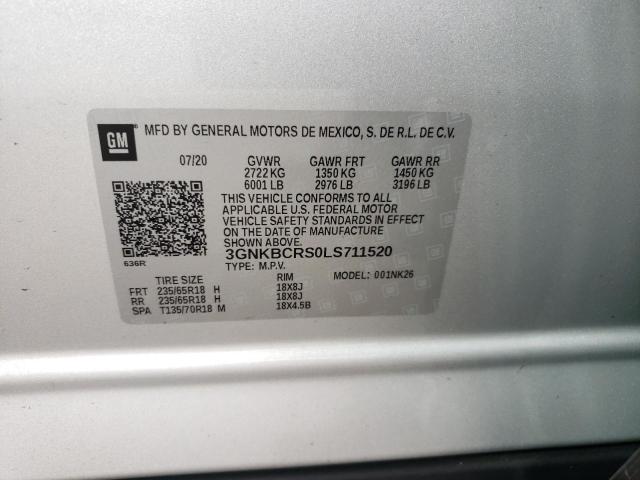 GM ® MFD BY GENERAL MOTORS DE MEXICO, S. DE R.L. DE C.V.
07/20 GVWR GAWR FRT GAWR RR
2722 KG 1350 KG 1450 KG
6001 LB 2976 LB 3196 LB
THIS VEHICLE CONFORMS TO ALL
APPLICABLE U.S. FEDERAL MOTOR
VEHICLE SAFETY STANDARDS IN EFFECT
ON THE DATE OF MANUFACTURE
SHOWN ABOVE.
3GNKBCRS0LS711520
636R
TYPE: M.P.V. MODEL: 001NK26
TIRE SIZE RIM
FRT 235/65R18 H 18X8J
RR 235/65R18 H 18X8J
SPA T135/70R18 M 18X4.5B